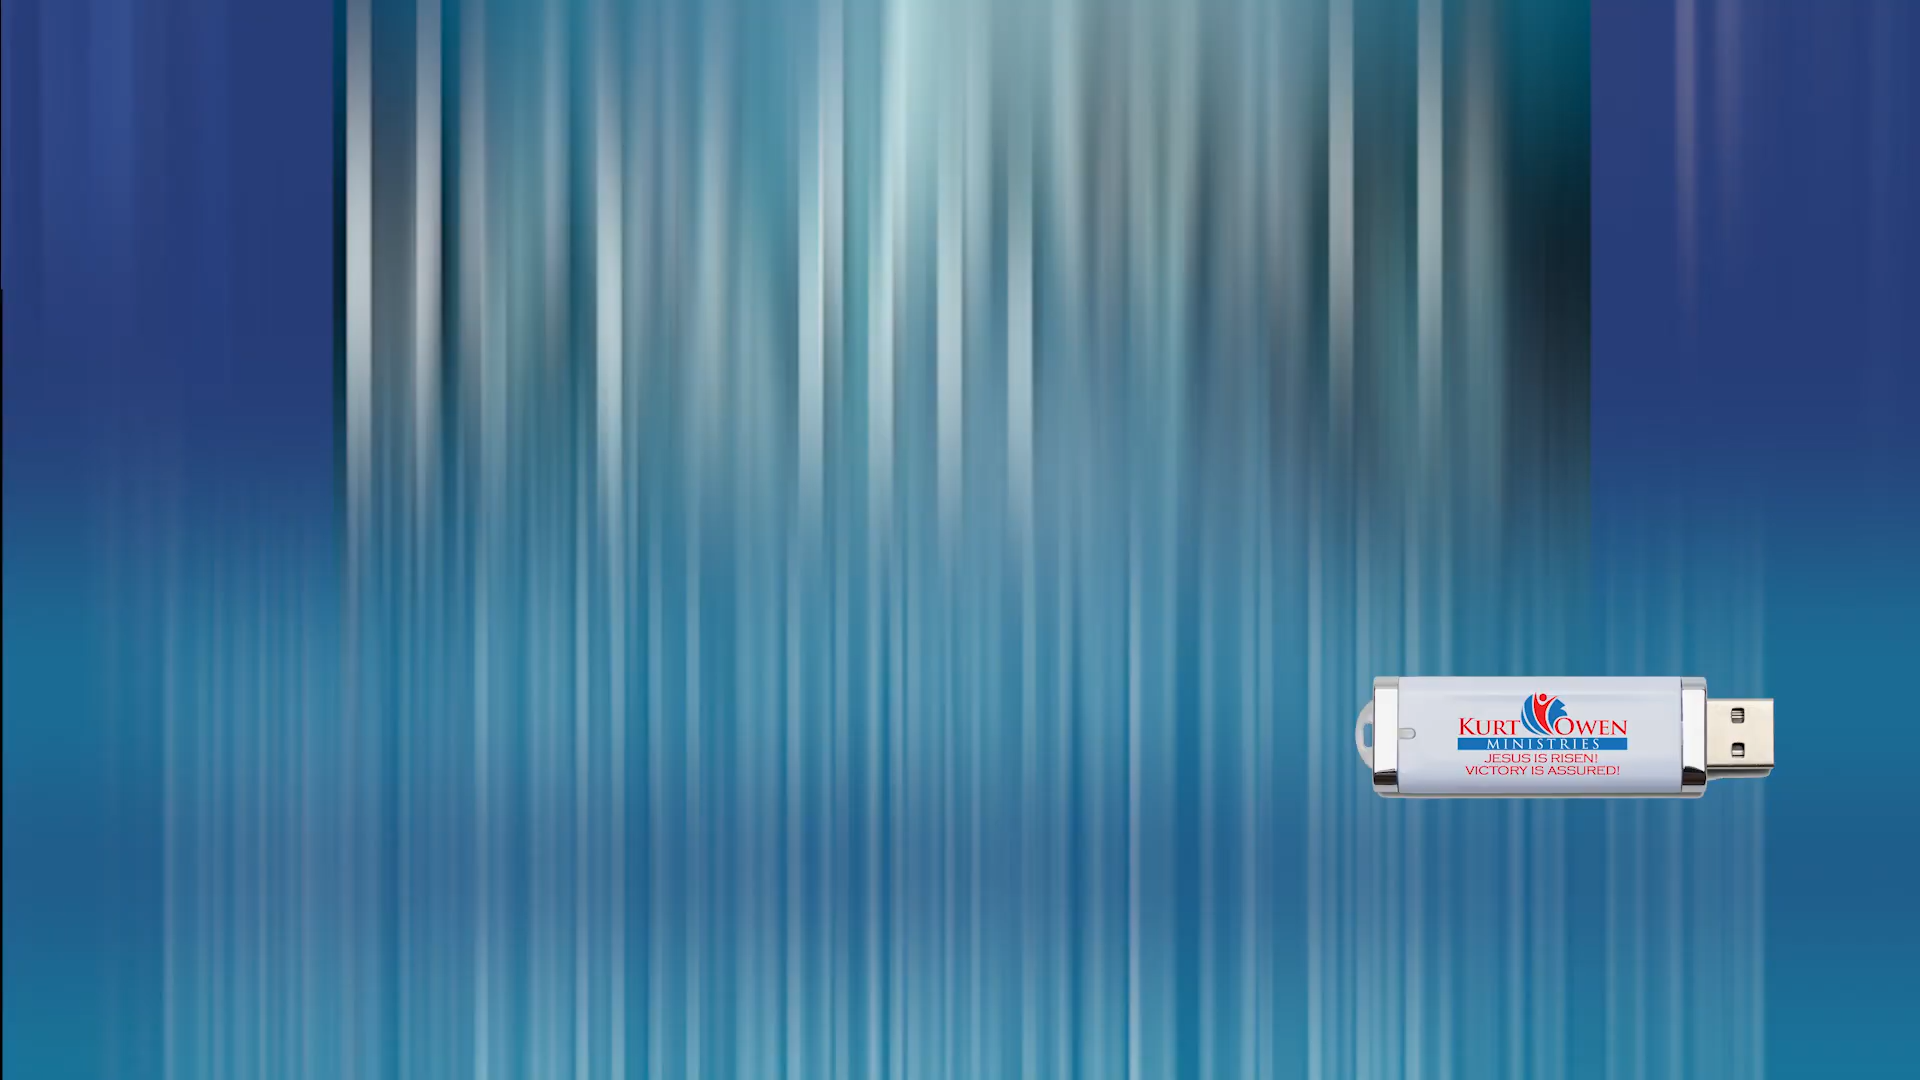 KURT OWEN
MINISTRIES
JESUS IS RISEN!
VICTORY IS ASSURED!